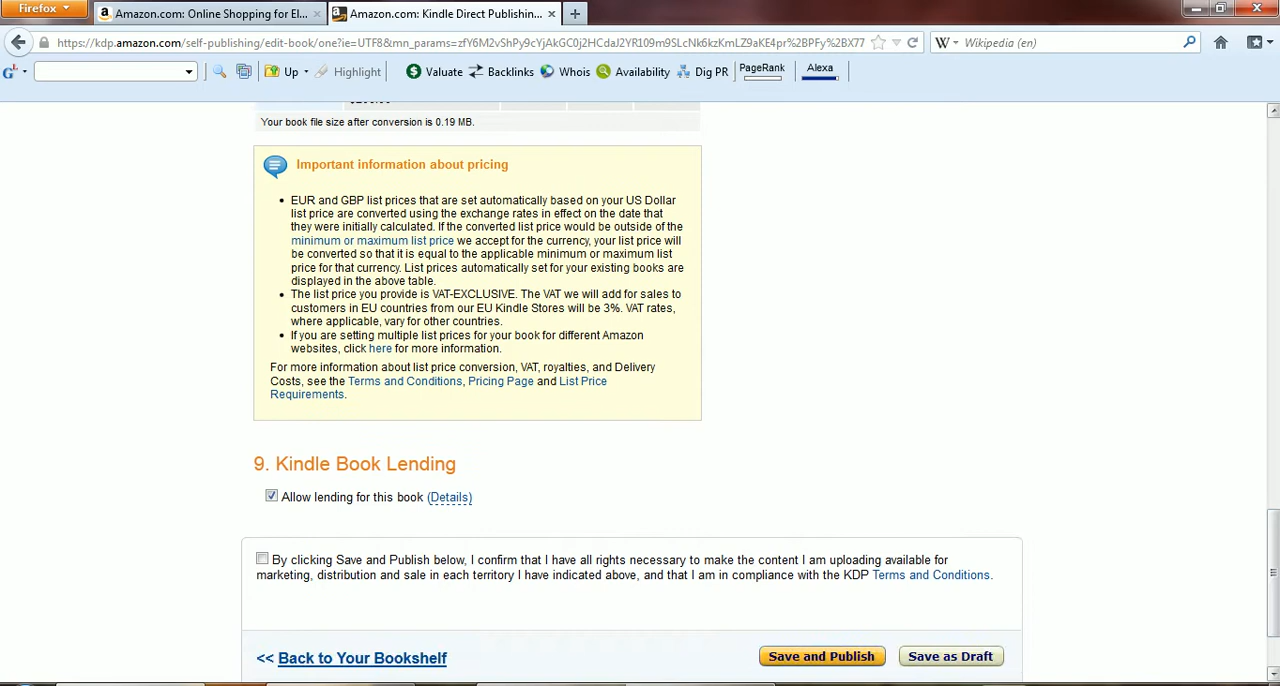 Firefox
Amazon.com: Online Shopping for El...
Amazon.com: Kindle Direct Publishin...
https://kdp.amazon.com/self-publishing/edit-book/one?ie=UTF8&mn_params=zfY6M2vShPy9cYjAkGC0j2HCdaJ2YR109m9SLcNk6kzKmLZ9aKE4pr%2BPFy%2BX77
Wikipedia (en)
Up
Highlight
Valuate
Backlinks
Whois
Availability
Dig PR
PageRank
Alexa
Your book file size after conversion is 0.19 MB.
Important information about pricing
• EUR and GBP list prices that are set automatically based on your US Dollar
list price are converted using the exchange rates in effect on the date that
they were initially calculated. If the converted list price would be outside of the
minimum or maximum list price we accept for the currency, your list price will
be converted so that it is equal to the applicable minimum or maximum list
price for that currency. List prices automatically set for your existing books are
displayed in the above table.
• The list price you provide is VAT-EXCLUSIVE. The VAT we will add for sales to
customers in EU countries from our EU Kindle Stores will be 3%. VAT rates,
where applicable, vary for other countries.
• If you are setting multiple list prices for your book for different Amazon
websites, click here for more information.
For more information about list price conversion, VAT, royalties, and Delivery
Costs, see the Terms and Conditions, Pricing Page and List Price
Requirements.
9. Kindle Book Lending
Allow lending for this book (Details)
By clicking Save and Publish below, I confirm that I have all rights necessary to make the content I am uploading available for
marketing, distribution and sale in each territory I have indicated above, and that I am in compliance with the KDP Terms and Conditions.
<< Back to Your Bookshelf
Save and Publish
Save as Draft